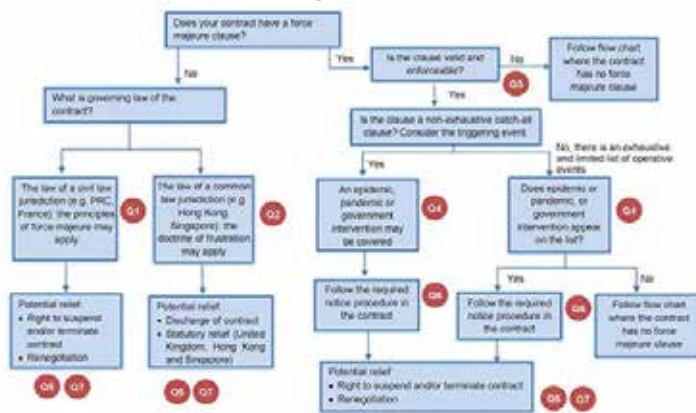 Does your contract have a force
majeure clause?
Yes
No
Is the clause valid and
enforceable?
Q3
No
Follow flow chart
where the contract
has no force
majeure clause
What is governing law of the
contract?
Yes
Is the clause a non-exhaustive catch-all
clause? Consider the triggering event
Yes
No, there is an exhaustive
and limited list of operative
events
The law of a civil law
jurisdiction (e.g. PRC,
France): the principles
of force majeure may
apply
Q1
The law of a common
law jurisdiction (e.g.
Hong Kong,
Singapore): the
doctrine of frustration
may apply
Q2
An epidemic,
pandemic or
government
intervention may
be covered
Q4
Does epidemic or
pandemic, or
government
intervention appear
on the list?
Q4
Yes
No
Potential relief
• Right to suspend
and/or terminate
contract
• Renegotiation
Q7
Potential relief
• Discharge of contract
• Statutory relief (United
Kingdom, Hong Kong
and Singapore)
Q7
Follow the required
notice procedure in
the contract
Follow the required
notice procedure in
the contract
Follow flow chart
where the contract
has no force
majeure clause
Potential relief
• Right to suspend and/or terminate contract
• Renegotiation
Q7